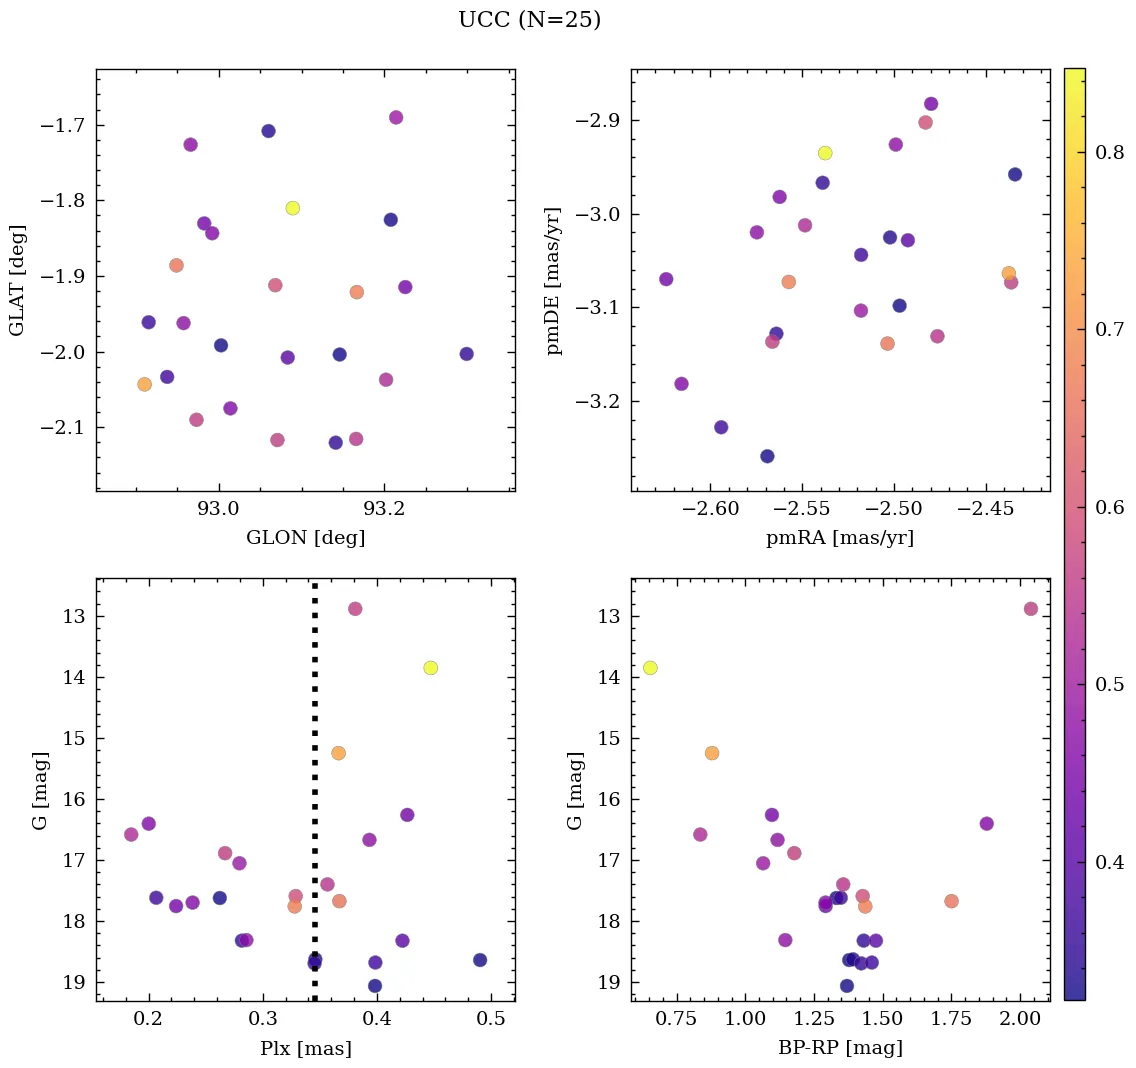 UCC (N=25)
−1.7
−1.8
−1.9
−2.0
−2.1
GLAT [deg]
93.0 93.2
GLON [deg]
−2.9
−3.0
−3.1
−3.2
pmDE [mas/yr]
−2.60 −2.55 −2.50 −2.45
pmRA [mas/yr]
0.8
0.7
0.6
0.5
0.4
13
14
15
16
17
18
19
G [mag]
0.2 0.3 0.4 0.5
Plx [mas]
13
14
15
16
17
18
19
G [mag]
0.75 1.00 1.25 1.50 1.75 2.00
BP-RP [mag]